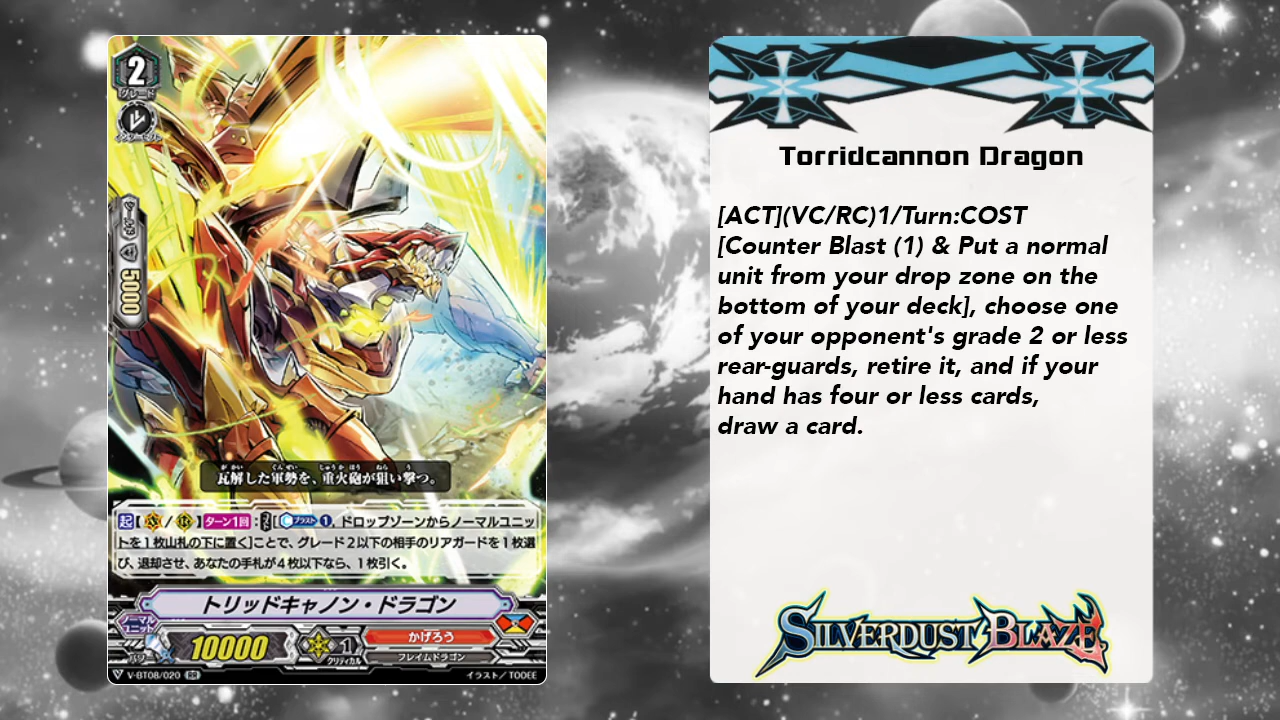 2
グレード
インターセプト
シールド
5000
瓦解した軍勢を、重火砲が狙い撃つ。
起【 / 】ターン1回:[ブラスト1, ドロップゾーンからノーマルユニッ
トを1枚山札の下に置く]ことで、グレード2以下の相手のリアガードを1枚選
び、退却させ、あなたの手札が4枚以下なら、1枚引く。
トリッドキャノン・ドラゴン
ノーマル
ユニット
10000
1
クリティカル
かげろう
フレイムドラゴン
V-BT08/020 RR
イラスト/TODEE
Torridcannon Dragon
[ACT](VC/RC)1/Turn:COST
[Counter Blast (1) & Put a normal
unit from your drop zone on the
bottom of your deck], choose one
of your opponent's grade 2 or less
rear-guards, retire it, and if your
hand has four or less cards,
draw a card.
SILVERDUST BLAZE